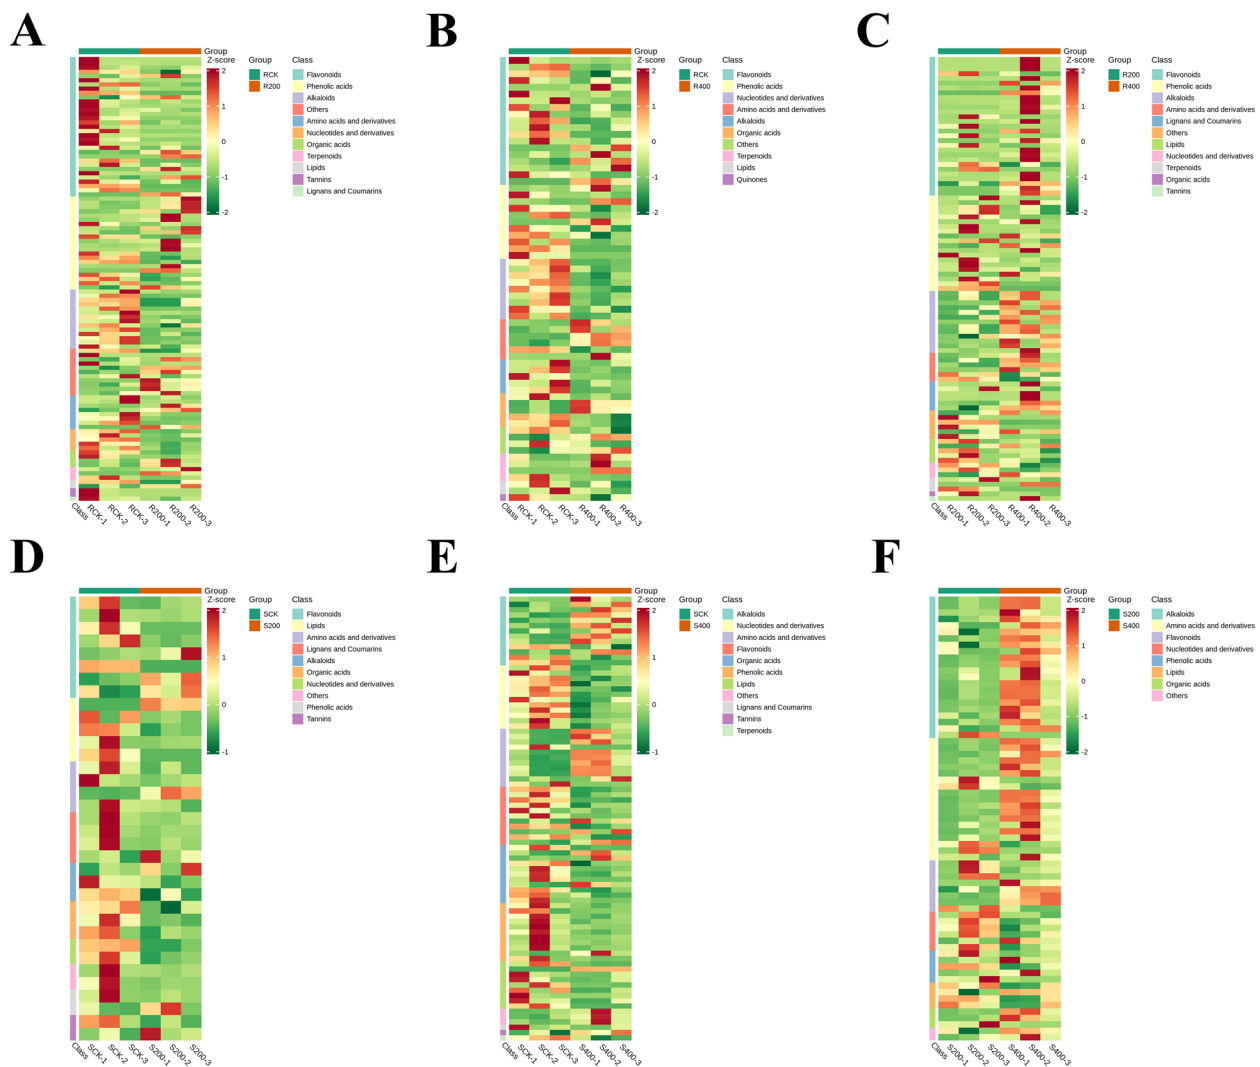 A
Group
Z-score
2
1
0
-1
-2
Group
RCK
R200
Class
Flavonoids
Phenolic acids
Alkaloids
Others
Amino acids and derivatives
Nucleotides and derivatives
Organic acids
Terpenoids
Lipids
Tannins
Lignans and Coumarins
Class
RCK-1
RCK-2
RCK-3
R200-1
R200-2
R200-3
B
Group
Z-score
2
1
0
-1
-2
Group
RCK
R400
Class
Flavonoids
Phenolic acids
Nucleotides and derivatives
Amino acids and derivatives
Alkaloids
Organic acids
Others
Terpenoids
Lipids
Quinones
Class
RCK-1
RCK-2
RCK-3
R400-1
R400-2
R400-3
C
Group
Z-score
2
1
0
-1
-2
Group
R200
R400
Class
Flavonoids
Phenolic acids
Alkaloids
Amino acids and derivatives
Lignans and Coumarins
Others
Lipids
Nucleotides and derivatives
Terpenoids
Organic acids
Tannins
Class
R200-1
R200-2
R200-3
R400-1
R400-2
R400-3
D
Group
Z-score
2
1
0
-1
Group
SCK
S200
Class
Flavonoids
Lipids
Amino acids and derivatives
Lignans and Coumarins
Alkaloids
Organic acids
Nucleotides and derivatives
Others
Phenolic acids
Tannins
Class
SCK-1
SCK-2
SCK-3
S200-1
S200-2
S200-3
E
Group
Z-score
2
1
0
-1
Group
SCK
S400
Class
Alkaloids
Nucleotides and derivatives
Amino acids and derivatives
Flavonoids
Organic acids
Phenolic acids
Lipids
Others
Lignans and Coumarins
Tannins
Terpenoids
Class
SCK-1
SCK-2
SCK-3
S400-1
S400-2
S400-3
F
Group
Z-score
2
1
0
-1
-2
Group
S200
S400
Class
Alkaloids
Amino acids and derivatives
Flavonoids
Nucleotides and derivatives
Phenolic acids
Lipids
Organic acids
Others
Class
S200-1
S200-2
S200-3
S400-1
S400-2
S400-3